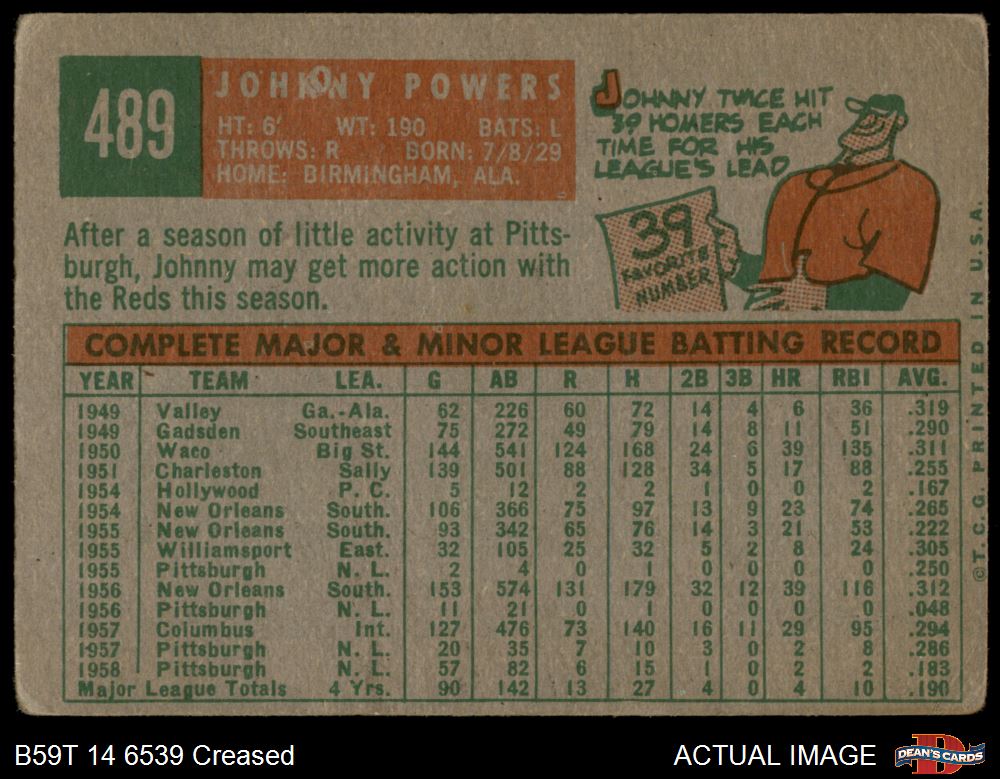 489
JOHNNY POWERS
HT: 6' WT: 190 BATS: L
THROWS: R BORN: 7/8/29
HOME: BIRMINGHAM, ALA.
JOHNNY TWICE HIT
39 HOMERS EACH
TIME FOR HIS
LEAGUE'S LEAD
39
FAVORITE
NUMBER
After a season of little activity at Pitts-
burgh, Johnny may get more action with
the Reds this season.
COMPLETE MAJOR & MINOR LEAGUE BATTING RECORD
YEAR TEAM LEA. G AB R H 2B 3B HR RBI AVG.
1949 Valley Ga.-Ala. 62 226 60 72 14 4 6 36 .319
1949 Gadsden Southeast 75 272 49 79 14 8 11 51 .290
1950 Waco Big St. 144 541 124 168 24 6 39 135 .311
1951 Charleston Sally 139 501 88 128 34 5 17 88 .255
1954 Hollywood P. C. 5 12 2 2 1 0 0 2 .167
1954 New Orleans South. 106 366 75 97 13 9 23 74 .265
1955 New Orleans South. 93 342 65 76 14 3 21 53 .222
1955 Williamsport East. 32 105 25 32 5 2 8 24 .305
1955 Pittsburgh N. L. 2 4 0 1 0 0 0 0 .250
1956 New Orleans South. 153 574 131 179 32 12 39 116 .312
1956 Pittsburgh N. L. 11 21 0 1 0 0 0 0 .048
1957 Columbus Int. 127 476 73 140 16 11 29 95 .294
1957 Pittsburgh N. L. 20 35 7 10 3 0 2 8 .286
1958 Pittsburgh N. L. 57 82 6 15 1 0 2 2 .183
Major League Totals 4 Yrs. 90 142 13 27 4 0 4 10 .190
©T. C. G. PRINTED IN U.S.A.
B59T 14 6539 Creased
ACTUAL IMAGE
DEAN'S CARDS